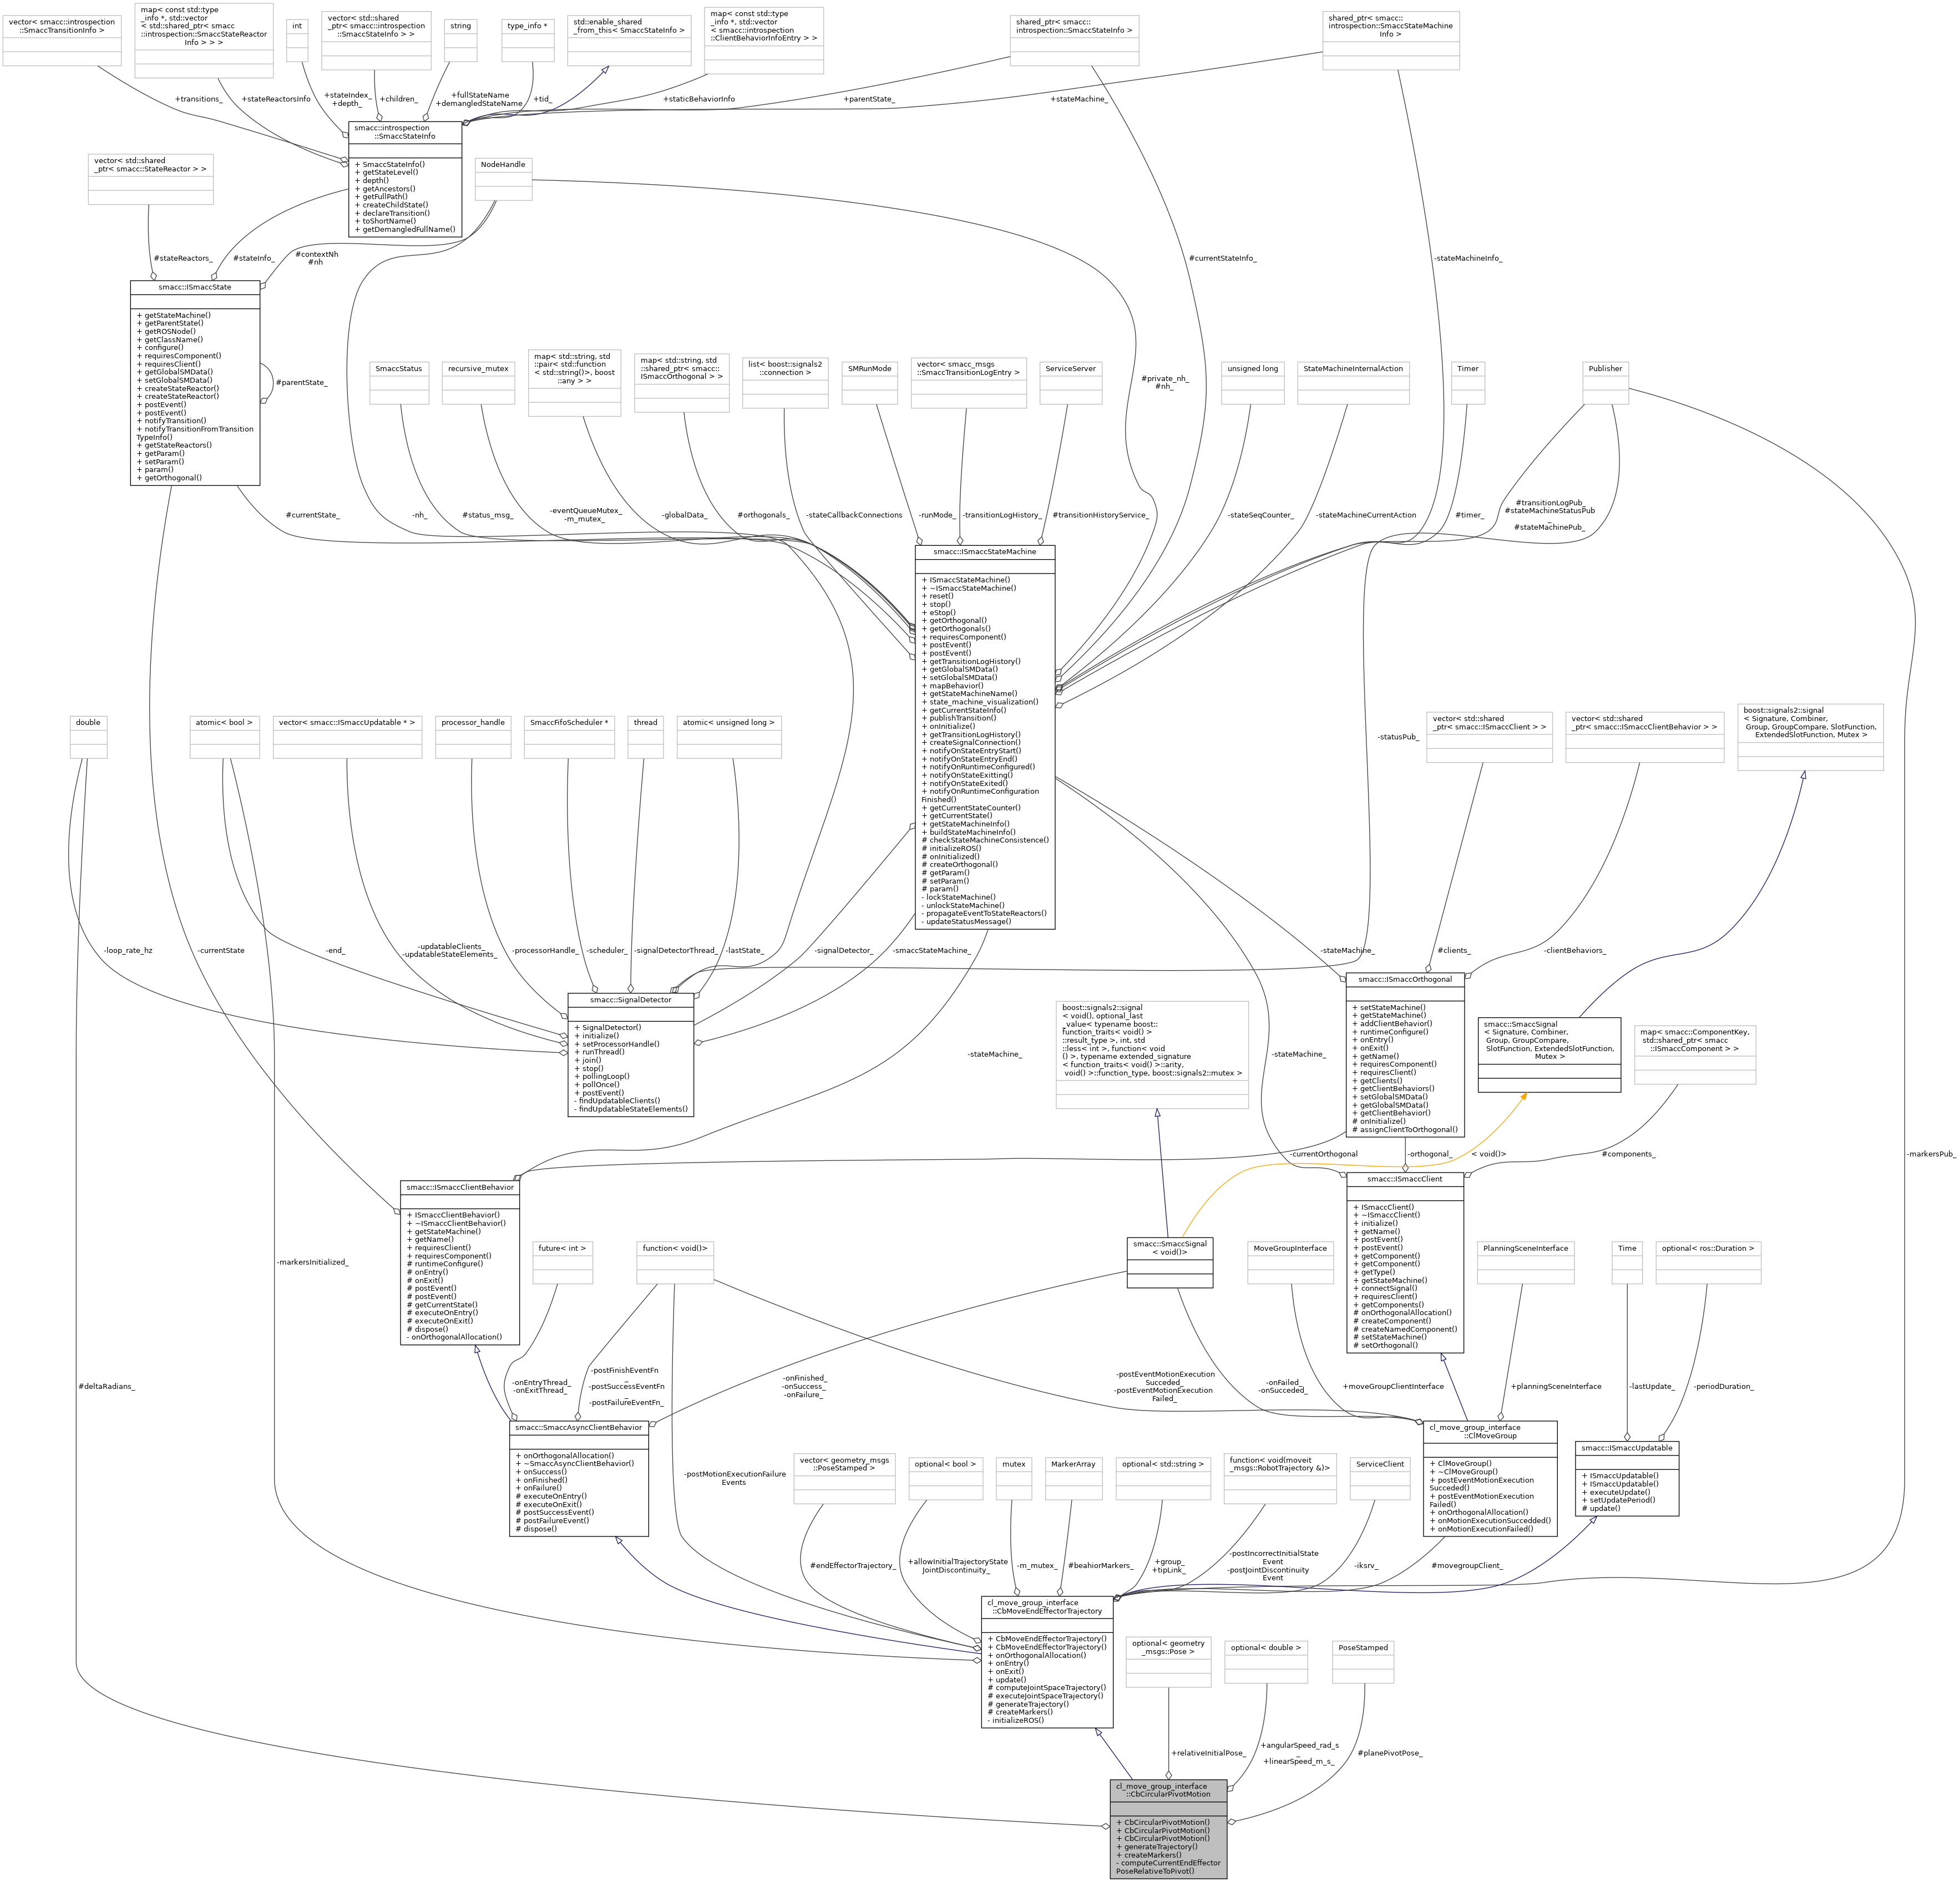 vector< smacc::introspection
::SmaccTransitionInfo >
map< const std::type
_info *, std::vector
< std::shared_ptr< smacc
::introspection::SmaccStateReactor
Info > > >
int
vector< std::shared
_ptr< smacc::introspection
::SmaccStateInfo > >
string
type_info *
std::enable_shared
_from_this< SmaccStateInfo >
map< const std::type
_info *, std::vector
< smacc::introspection
::ClientBehaviorInfoEntry > >
shared_ptr< smacc::
introspection::SmaccStateInfo >
shared_ptr< smacc::
introspection::SmaccStateMachine
Info >
+transitions_
+stateReactorsInfo
+stateIndex_
+depth_
+children_
+fullStateName
+demangledStateName
+tid_
+staticBehaviorInfo
+parentState_
+stateMachine_
smacc::introspection
::SmaccStateInfo
+ SmaccStateInfo()
+ getStateLevel()
+ depth()
+ getAncestors()
+ getFullPath()
+ createChildState()
+ declareTransition()
+ toShortName()
+ getDemangledFullName()
vector< std::shared
_ptr< smacc::StateReactor > >
NodeHandle
#stateReactors_
#stateInfo_
#contextNh
#nh
#currentStateInfo_
-stateMachineInfo_
smacc::ISmaccState
+ getStateMachine()
+ getParentState()
+ getROSNode()
+ getClassName()
+ configure()
+ requiresComponent()
+ requiresClient()
+ getGlobalSMData()
+ setGlobalSMData()
+ createStateReactor()
+ createStateReactor()
+ postEvent()
+ postEvent()
+ notifyTransition()
+ notifyTransitionFromTransition
TypeInfo()
+ getStateReactors()
+ getParam()
+ setParam()
+ param()
+ getOrthogonal()
#parentState_
SmaccStatus
recursive_mutex
map< std::string, std
::pair< std::function
< std::string()>, boost
::any > >
map< std::string, std
::shared_ptr< smacc::
ISmaccOrthogonal > >
list< boost::signals2
::connection >
SMRunMode
vector< smacc_msgs
::SmaccTransitionLogEntry >
ServiceServer
#private_nh_
#nh_
unsigned long
StateMachineInternalAction
Timer
Publisher
#currentState_
-nh_
#status_msg_
-eventQueueMutex_
-m_mutex_
-globalData_
#orthogonals_
-stateCallbackConnections
-runMode_
-transitionLogHistory_
#transitionHistoryService_
-stateSeqCounter_
-stateMachineCurrentAction
#timer_
#transitionLogPub_
#stateMachineStatusPub
_
#stateMachinePub_
smacc::ISmaccStateMachine
+ ISmaccStateMachine()
+ ~ISmaccStateMachine()
+ reset()
+ stop()
+ eStop()
+ getOrthogonal()
+ getOrthogonals()
+ requiresComponent()
+ postEvent()
+ postEvent()
+ getTransitionLogHistory()
+ getGlobalSMData()
+ setGlobalSMData()
+ mapBehavior()
+ getStateMachineName()
+ state_machine_visualization()
+ getCurrentStateInfo()
+ publishTransition()
+ onInitialize()
+ getTransitionLogHistory()
+ createSignalConnection()
+ notifyOnStateEntryStart()
+ notifyOnStateEntryEnd()
+ notifyOnRuntimeConfigured()
+ notifyOnStateExitting()
+ notifyOnStateExited()
+ notifyOnRuntimeConfiguration
Finished()
+ getCurrentStateCounter()
+ getCurrentState()
+ getStateMachineInfo()
+ buildStateMachineInfo()
# checkStateMachineConsistence()
# initializeROS()
# onInitialized()
# createOrthogonal()
# getParam()
# setParam()
# param()
- lockStateMachine()
- unlockStateMachine()
- propagateEventToStateReactors()
- updateStatusMessage()
double
atomic< bool >
vector< smacc::ISmaccUpdatable * >
processor_handle
SmaccFifoScheduler *
thread
atomic< unsigned long >
-statusPub_
vector< std::shared
_ptr< smacc::ISmaccClient > >
vector< std::shared
_ptr< smacc::ISmaccClientBehavior > >
boost::signals2::signal
< Signature, Combiner,
Group, GroupCompare, SlotFunction,
ExtendedSlotFunction, Mutex >
-loop_rate_hz
-currentState
-end_
-updatableClients_
-updatableStateElements_
-processorHandle_
-scheduler_
-signalDetectorThread_
-lastState_
-signalDetector_
-smaccStateMachine_
-stateMachine_
#clients_
-clientBehaviors_
smacc::SignalDetector
+ SignalDetector()
+ initialize()
+ setProcessorHandle()
+ runThread()
+ join()
+ stop()
+ pollingLoop()
+ pollOnce()
+ postEvent()
- findUpdatableClients()
- findUpdatableStateElements()
-stateMachine_
boost::signals2::signal
< void(), optional_last
_value< typename boost::
function_traits< void() >
::result_type >, int, std
::less< int >, function< void
() >, typename extended_signature
< function_traits< void() >::arity,
void() >::function_type, boost::signals2::mutex >
-stateMachine_
smacc::ISmaccOrthogonal
+ setStateMachine()
+ getStateMachine()
+ addClientBehavior()
+ runtimeConfigure()
+ onEntry()
+ onExit()
+ getName()
+ requiresComponent()
+ requiresClient()
+ getClients()
+ getClientBehaviors()
+ setGlobalSMData()
+ getGlobalSMData()
+ getClientBehavior()
# onInitialize()
# assignClientToOrthogonal()
smacc::SmaccSignal
< Signature, Combiner,
Group, GroupCompare,
SlotFunction, ExtendedSlotFunction,
Mutex >
map< smacc::ComponentKey,
std::shared_ptr< smacc
::ISmaccComponent > >
-currentOrthogonal
-orthogonal_
< void()>
#components_
-markersPub_
smacc::ISmaccClientBehavior
+ ISmaccClientBehavior()
+ ~ISmaccClientBehavior()
+ getStateMachine()
+ getName()
+ requiresClient()
+ requiresComponent()
# runtimeConfigure()
# onEntry()
# onExit()
# postEvent()
# postEvent()
# getCurrentState()
# executeOnEntry()
# executeOnExit()
# dispose()
- onOrthogonalAllocation()
smacc::ISmaccClient
+ ISmaccClient()
+ ~ISmaccClient()
+ initialize()
+ getName()
+ postEvent()
+ postEvent()
+ getComponent()
+ getComponent()
+ getType()
+ getStateMachine()
+ connectSignal()
+ requiresClient()
+ getComponents()
# onOrthogonalAllocation()
# createComponent()
# createNamedComponent()
# setStateMachine()
# setOrthogonal()
-markersInitialized_
future< int >
function< void()>
smacc::SmaccSignal
< void()>
MoveGroupInterface
PlanningSceneInterface
Time
optional< ros::Duration >
#deltaRadians_
-onEntryThread_
-onExitThread_
-postFinishEventFn
_
-postSuccessEventFn
_
-postFailureEventFn_
-onFinished_
-onSuccess_
-onFailure_
-postEventMotionExecution
Succeded_
-postEventMotionExecution
Failed_
-onFailed_
-onSucceded_
+moveGroupClientInterface
+planningSceneInterface
-lastUpdate_
-periodDuration_
smacc::SmaccAsyncClientBehavior
+ onOrthogonalAllocation()
+ ~SmaccAsyncClientBehavior()
+ onSuccess()
+ onFinished()
+ onFailure()
# executeOnEntry()
# executeOnExit()
# postSuccessEvent()
# postFailureEvent()
# dispose()
-postMotionExecutionFailure
Events
cl_move_group_interface
::ClMoveGroup
+ ClMoveGroup()
+ ~ClMoveGroup()
+ postEventMotionExecution
Succeded()
+ postEventMotionExecution
Failed()
+ onOrthogonalAllocation()
+ onMotionExecutionSuccedded()
+ onMotionExecutionFailed()
smacc::ISmaccUpdatable
+ ISmaccUpdatable()
+ ISmaccUpdatable()
+ executeUpdate()
+ setUpdatePeriod()
# update()
vector< geometry_msgs
::PoseStamped >
optional< bool >
mutex
MarkerArray
optional< std::string >
function< void(moveit
_msgs::RobotTrajectory &)>
ServiceClient
#endEffectorTrajectory_
+allowInitialTrajectoryState
JointDiscontinuity_
-m_mutex_
#beahiorMarkers_
+group_
+tipLink_
-postIncorrectInitialState
Event
-postJointDiscontinuity
Event
-iksrv_
#movegroupClient_
cl_move_group_interface
::CbMoveEndEffectorTrajectory
+ CbMoveEndEffectorTrajectory()
+ CbMoveEndEffectorTrajectory()
+ onOrthogonalAllocation()
+ onEntry()
+ onExit()
+ update()
# computeJointSpaceTrajectory()
# executeJointSpaceTrajectory()
# generateTrajectory()
# createMarkers()
- initializeROS()
optional< geometry
_msgs::Pose >
optional< double >
PoseStamped
+relativeInitialPose_
+angularSpeed_rad_s
_
+linearSpeed_m_s_
#planePivotPose_
cl_move_group_interface
::CbCircularPivotMotion
+ CbCircularPivotMotion()
+ CbCircularPivotMotion()
+ CbCircularPivotMotion()
+ generateTrajectory()
+ createMarkers()
- computeCurrentEndEffector
PoseRelativeToPivot()